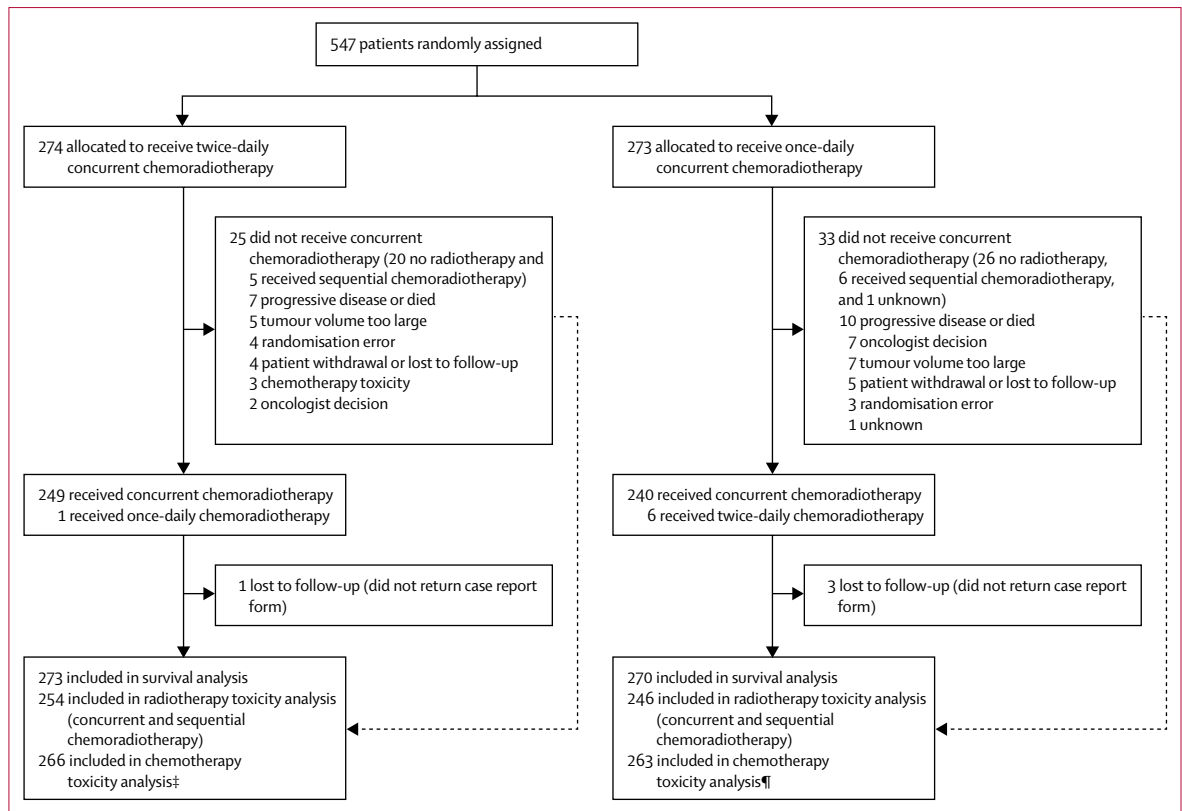 547 patients randomly assigned
274 allocated to receive twice-daily
concurrent chemoradiotherapy
273 allocated to receive once-daily
concurrent chemoradiotherapy
25 did not receive concurrent
chemoradiotherapy (20 no radiotherapy and
5 received sequential chemoradiotherapy)
7 progressive disease or died
5 tumour volume too large
4 randomisation error
4 patient withdrawal or lost to follow-up
3 chemotherapy toxicity
2 oncologist decision
33 did not receive concurrent
chemoradiotherapy (26 no radiotherapy,
6 received sequential chemoradiotherapy,
and 1 unknown)
10 progressive disease or died
7 oncologist decision
7 tumour volume too large
5 patient withdrawal or lost to follow-up
3 randomisation error
1 unknown
249 received concurrent chemoradiotherapy
1 received once-daily chemoradiotherapy
240 received concurrent chemoradiotherapy
6 received twice-daily chemoradiotherapy
1 lost to follow-up (did not return case report
form)
3 lost to follow-up (did not return case report
form)
273 included in survival analysis
254 included in radiotherapy toxicity analysis
(concurrent and sequential
chemoradiotherapy)
266 included in chemotherapy
toxicity analysis‡
270 included in survival analysis
246 included in radiotherapy toxicity analysis
(concurrent and sequential
chemoradiotherapy)
263 included in chemotherapy
toxicity analysis¶